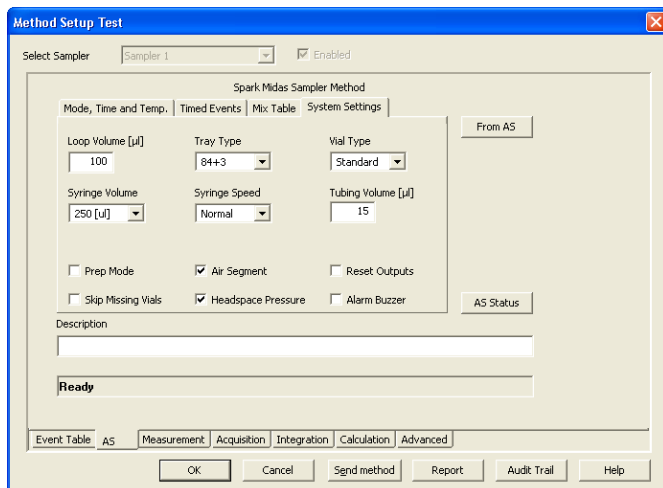 Method Setup Test
Select Sampler Sampler 1 Enabled
Spark Midas Sampler Method
Mode, Time and Temp. Timed Events Mix Table System Settings
From AS
Loop Volume [µl] Tray Type Vial Type
100 84+3 Standard
Syringe Volume Syringe Speed Tubing Volume [µl]
250 [ul] Normal 15
Prep Mode Air Segment Reset Outputs
Skip Missing Vials Headspace Pressure Alarm Buzzer AS Status
Description
Ready
Event Table AS Measurement Acquisition Integration Calculation Advanced
OK Cancel Send method Report Audit Trail Help